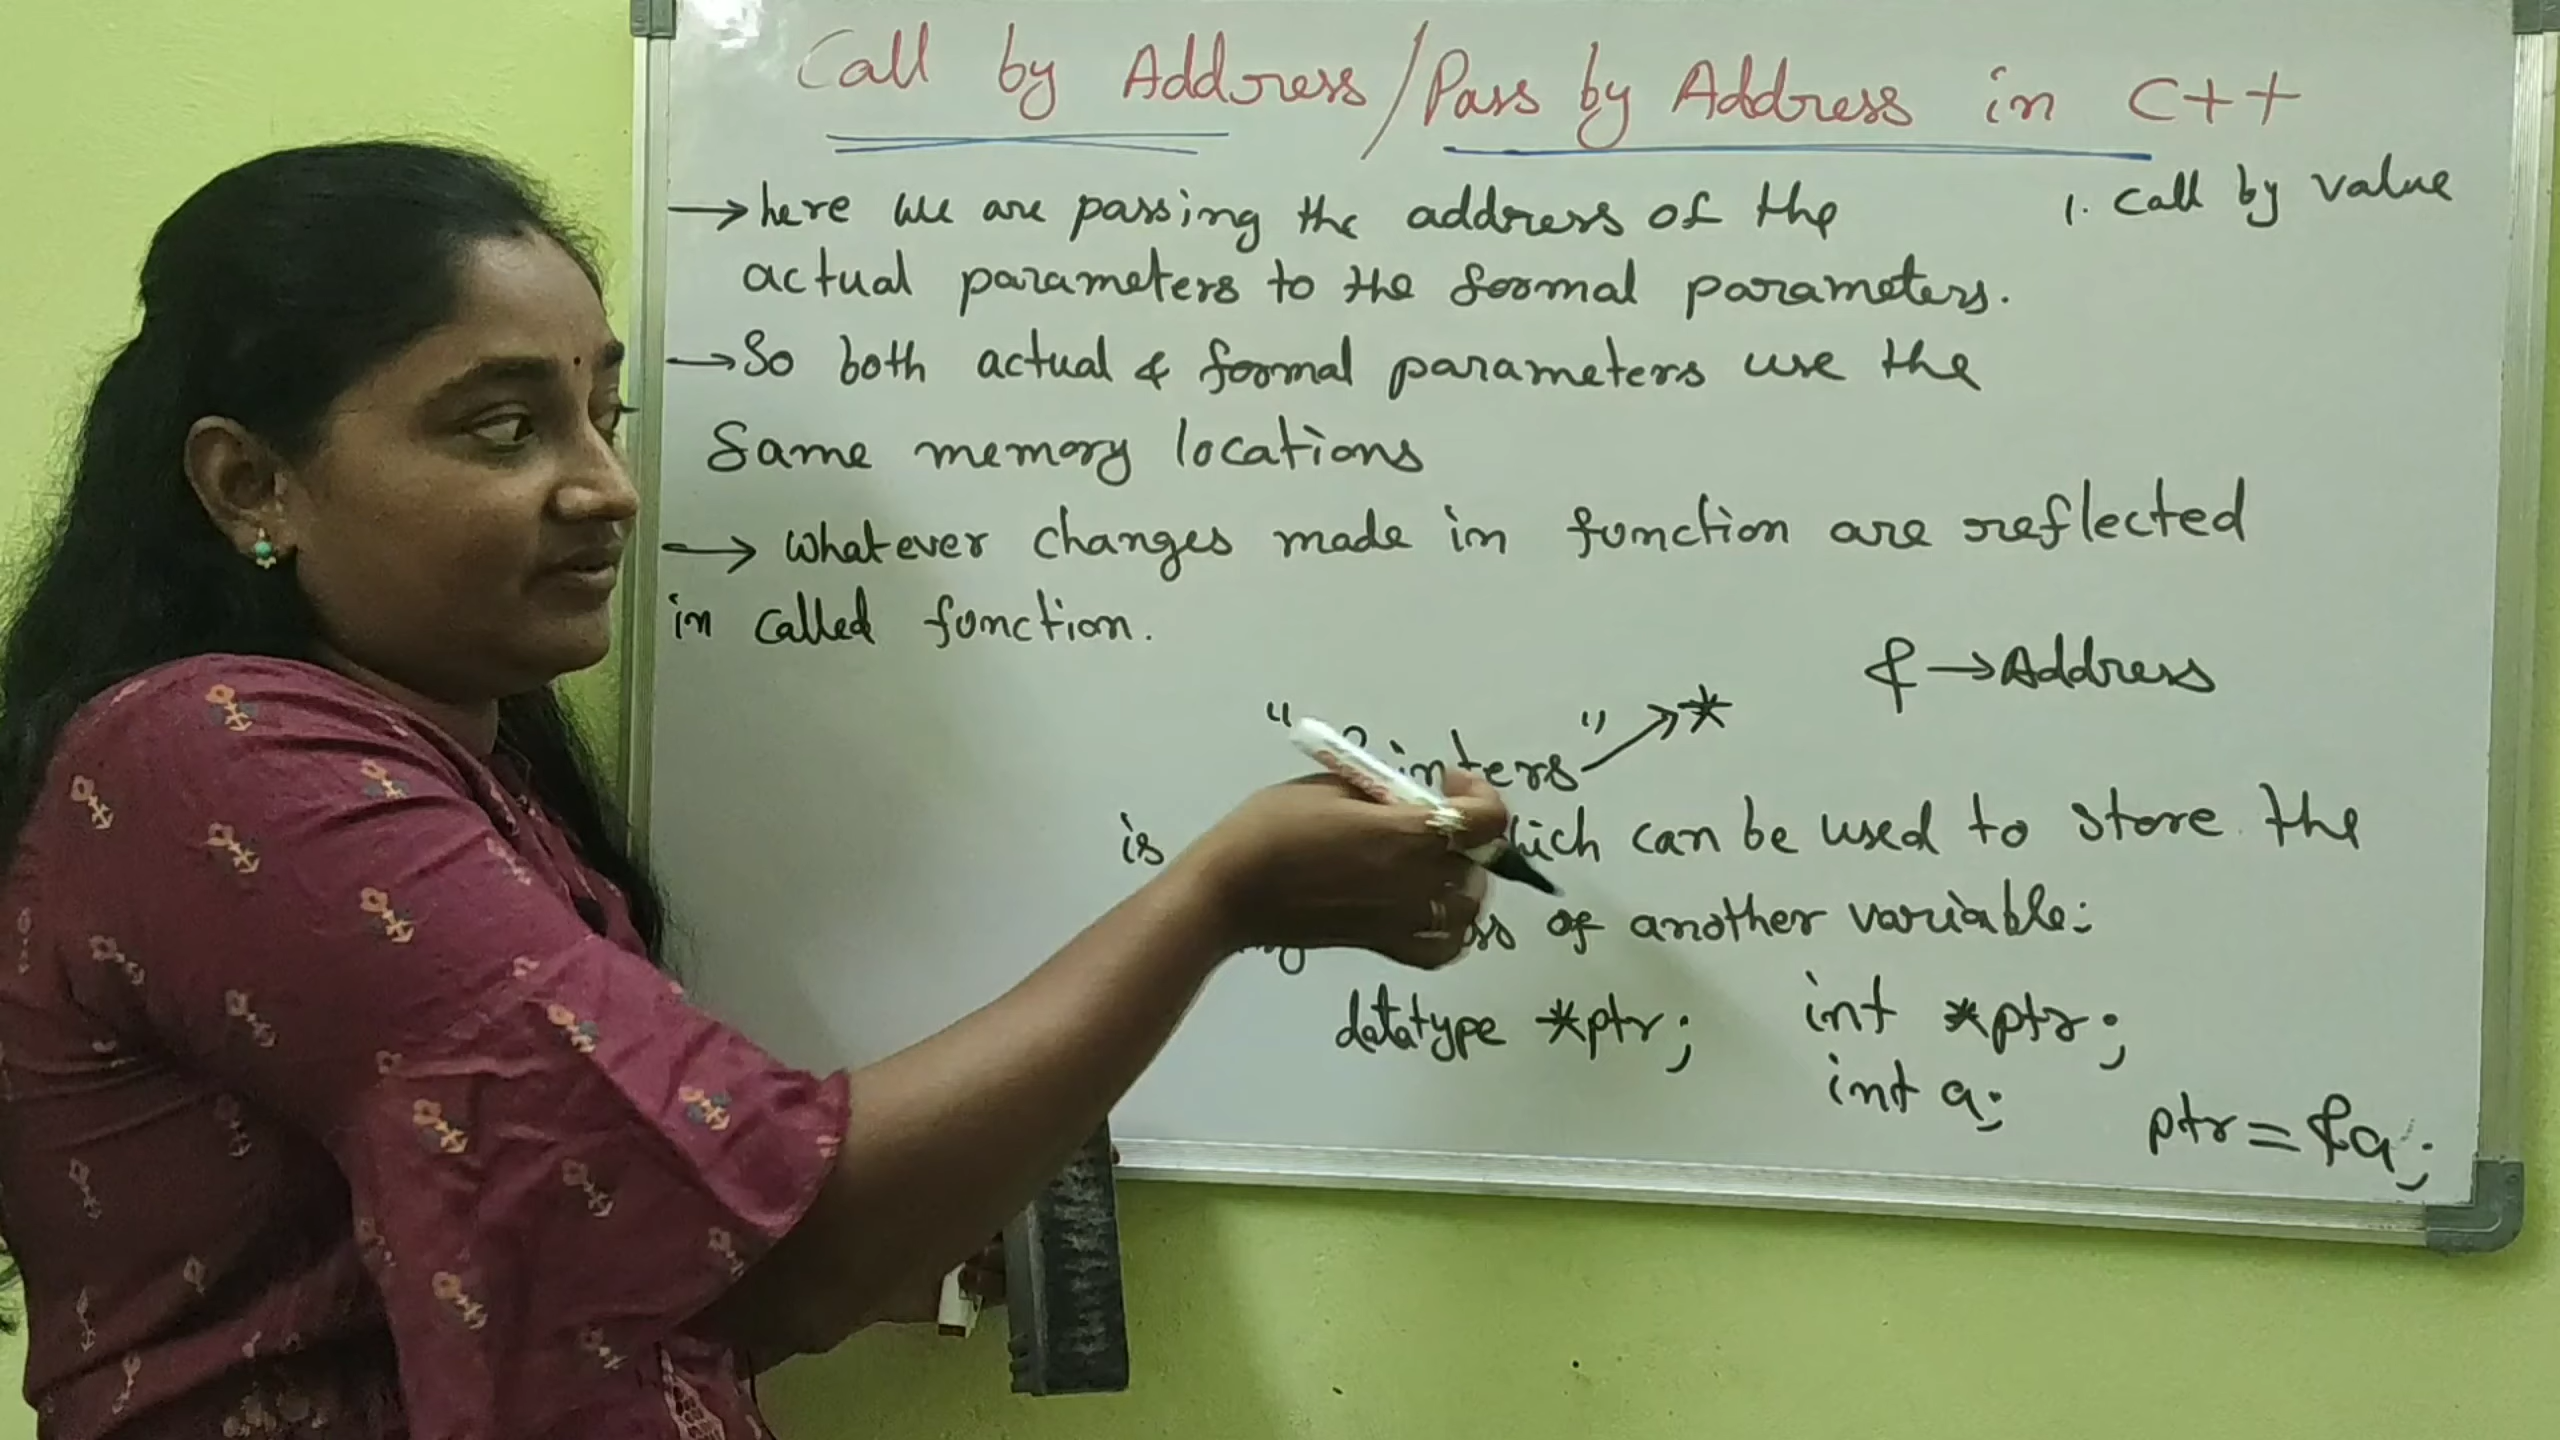 Call by Address/Pass by Address in C++
1. Call by value
→ here we are passing the address of the
actual parameters to the formal parameters.
→ So both actual & formal parameters use the
Same memory locations
→ Whatever changes made in function are reflected
in called function.
& → Address
" inters" → *
is hich can be used to store the
ss of another variable:
datatype *ptr; int *ptr;
int a;
ptr = &a;